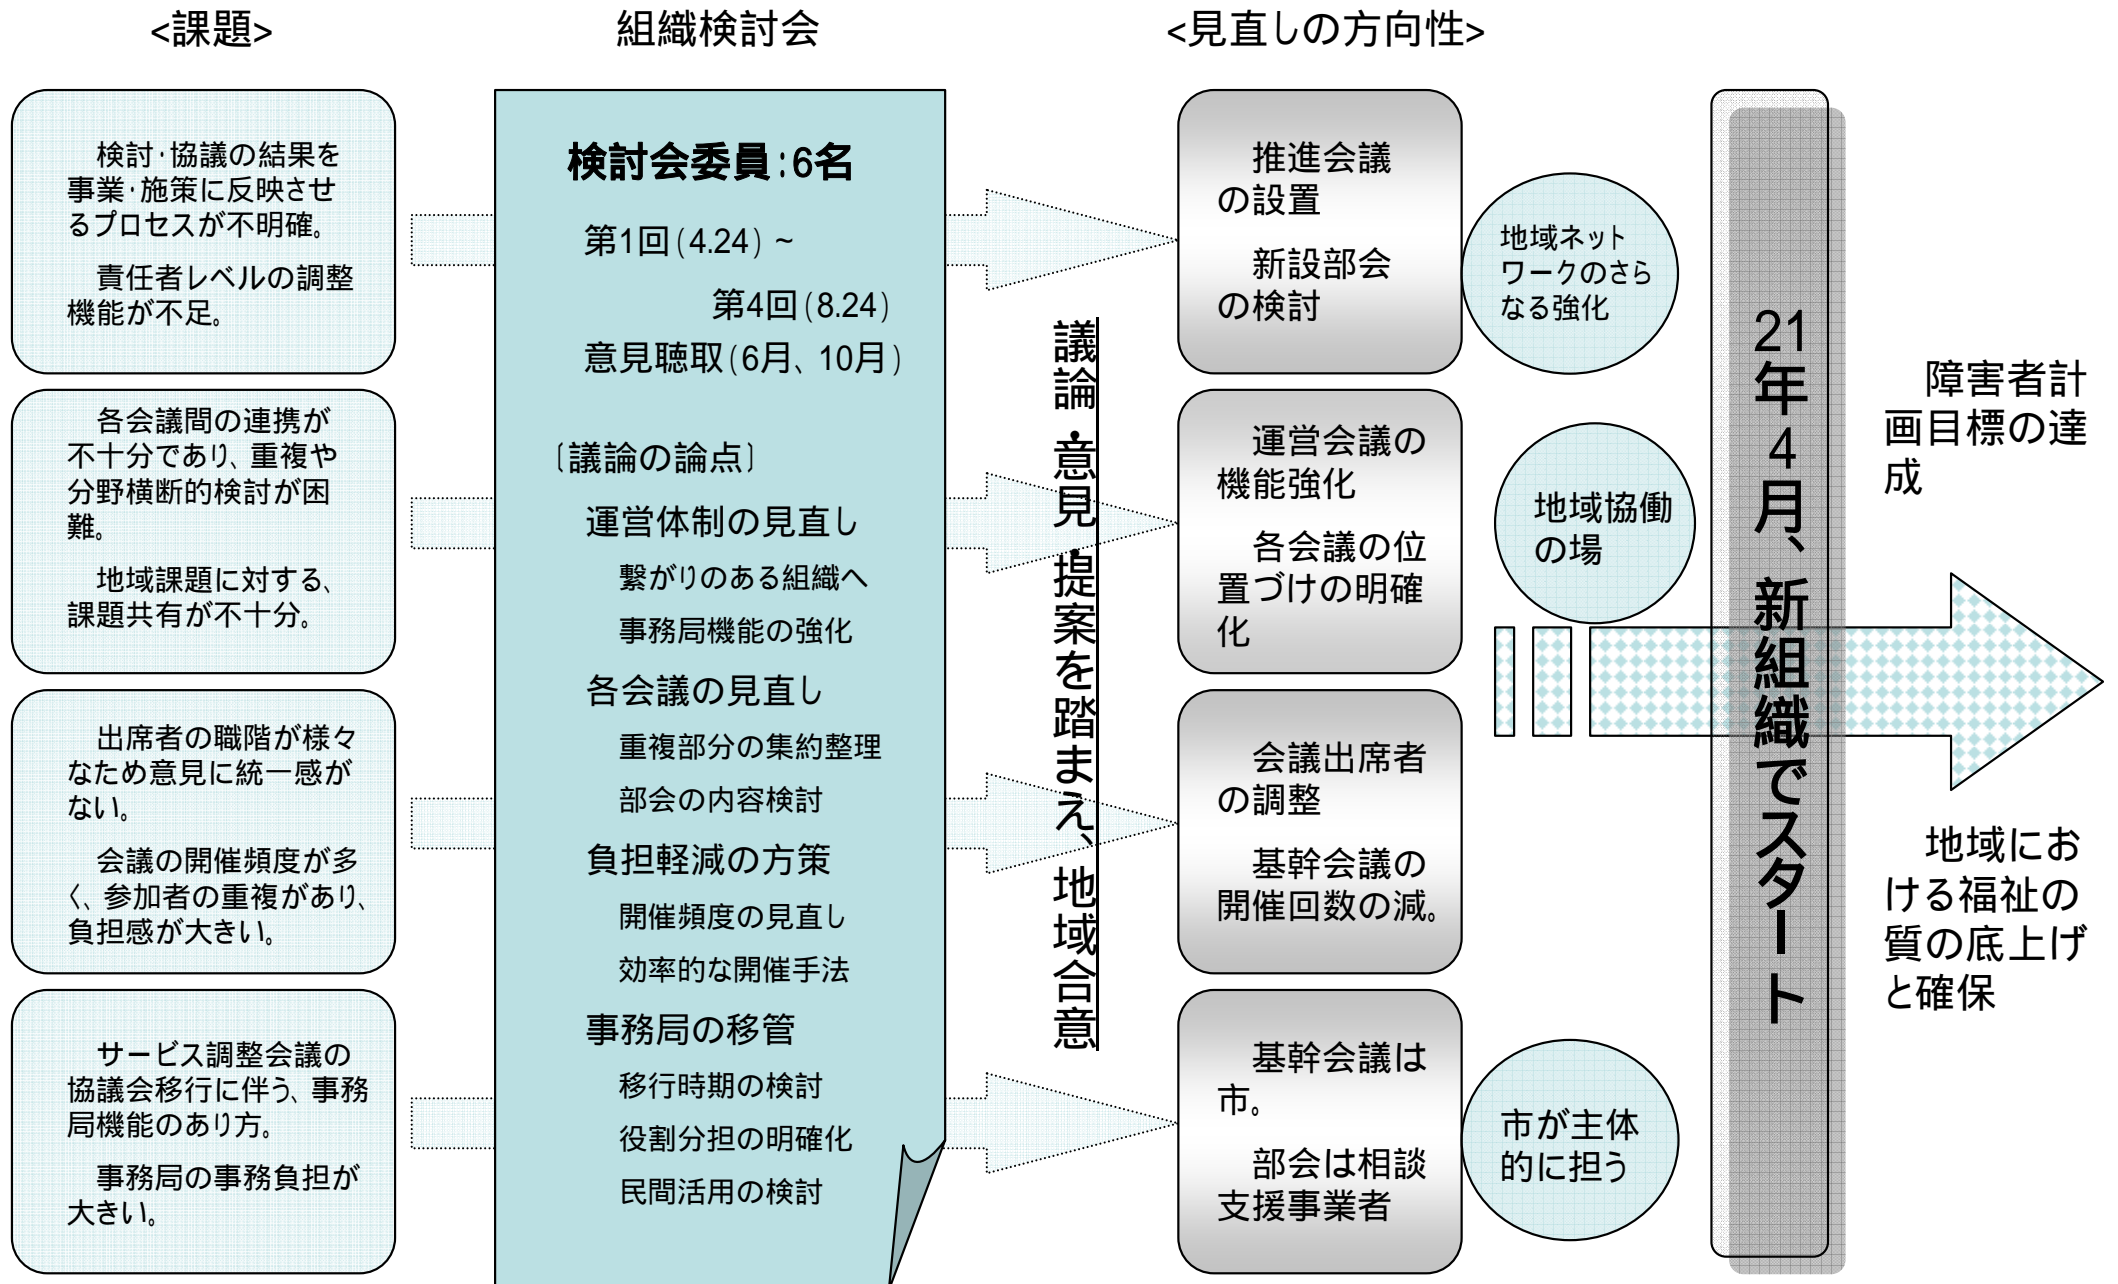 <課題>
組織検討会
<見直しの方向性>
検討・協議の結果を
事業・施策に反映させ
るプロセスが不明確。
責任者レベルの調整
機能が不足。
各会議間の連携が
不十分であり、重複や
分野横断的検討が困
難。
地域課題に対する、
課題共有が不十分。
出席者の職階が様々
なため意見に統一感が
ない。
会議の開催頻度が多
く、参加者の重複があり、
負担感が大きい。
サービス調整会議の
協議会移行に伴う、事務
局機能のあり方。
事務局の事務負担が
大きい。
検討会委員:6名
第1回(4.24)~
第4回(8.24)
意見聴取(6月、10月)
〔議論の論点〕
運営体制の見直し
繋がりのある組織へ
事務局機能の強化
各会議の見直し
重複部分の集約整理
部会の内容検討
負担軽減の方策
開催頻度の見直し
効率的な開催手法
事務局の移管
移行時期の検討
役割分担の明確化
民間活用の検討
議論・意見・提案を踏まえ、地域合意
推進会議
の設置
新設部会
の検討
運営会議の
機能強化
各会議の位
置づけの明確
化
会議出席者
の調整
基幹会議の
開催回数の減。
基幹会議は
市。
部会は相談
支援事業者
地域ネット
ワークのさら
なる強化
地域協働
の場
市が主体
的に担う
21年4月、新組織でスタート
障害者計
画目標の達
成
地域にお
ける福祉の
質の底上げ
と確保